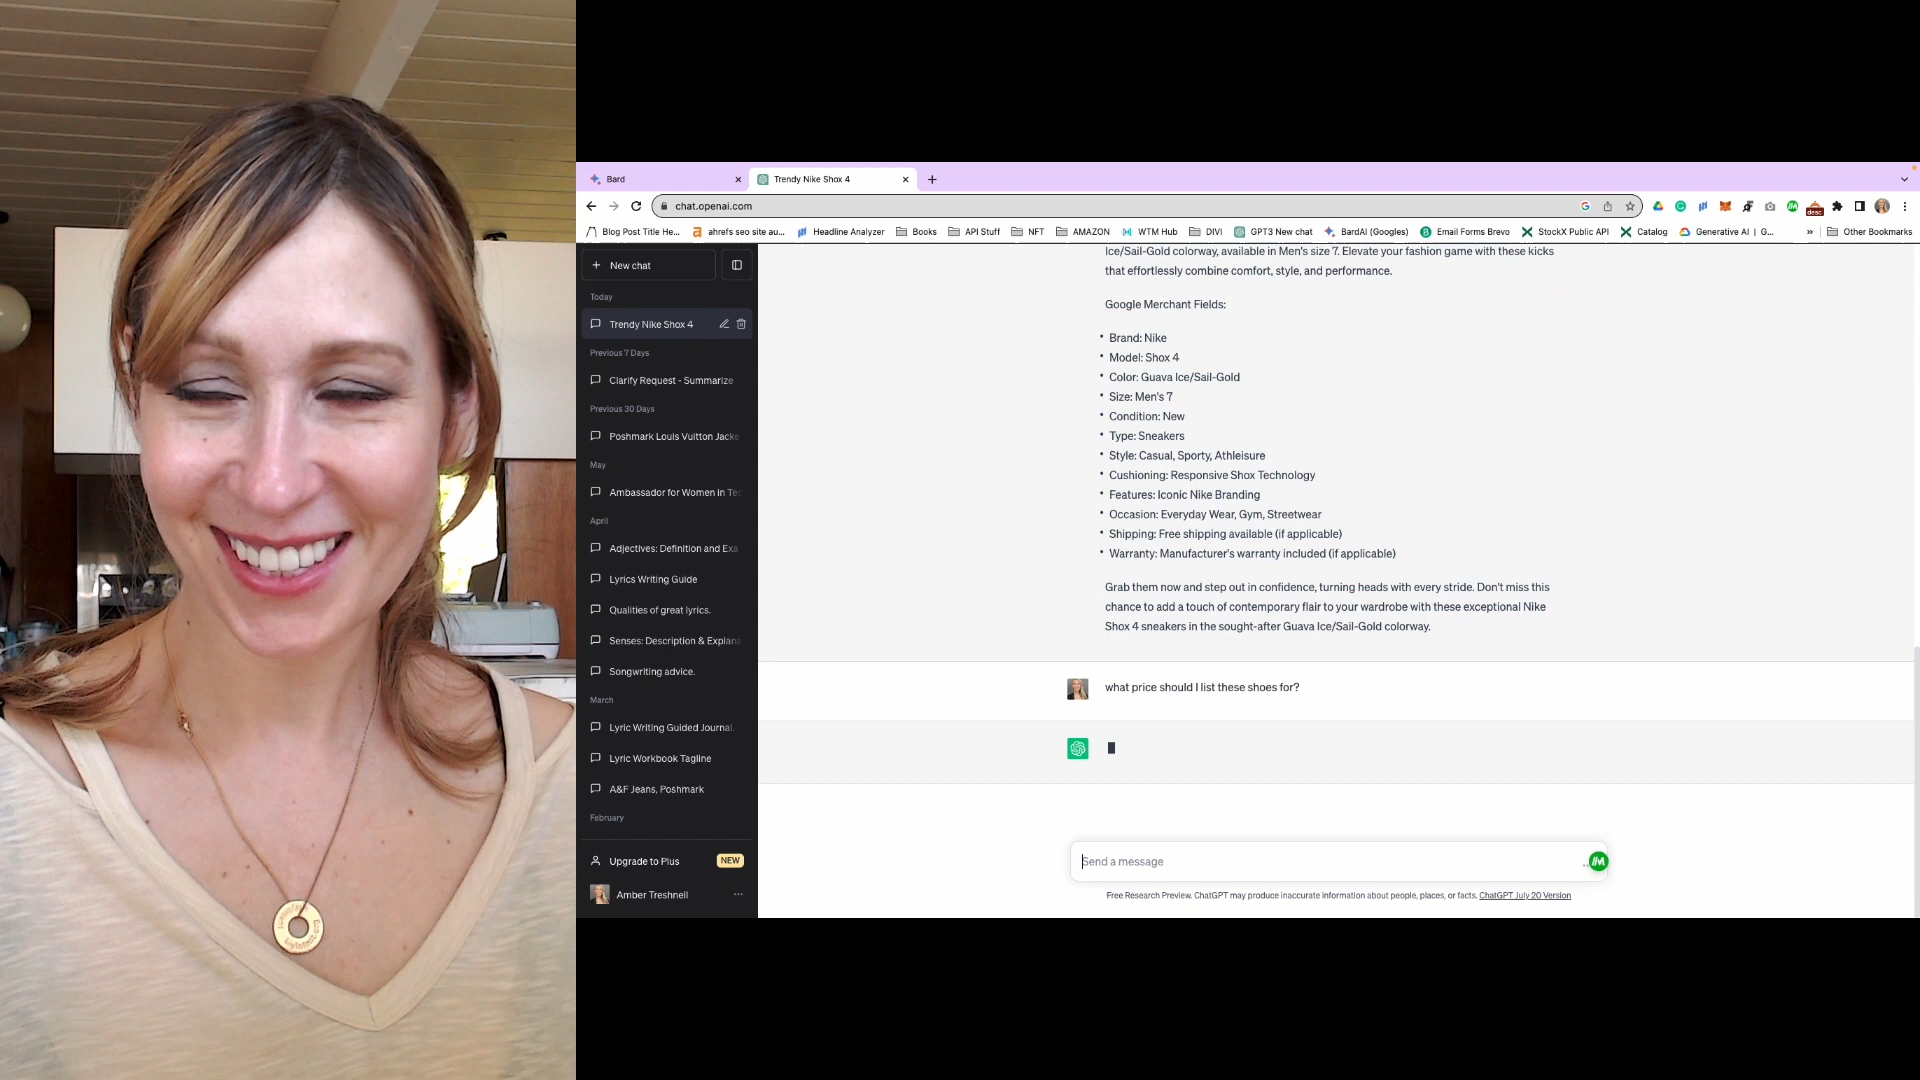 Bard
Trendy Nike Shox 4
chat.openai.com
desc
Blog Post Title He...
ahrefs seo site au...
Headline Analyzer
Books
API Stuff
NFT
AMAZON
WTM Hub
DIVI
GPT3 New chat
BardAI (Googles)
Email Forms Brevo
StockX Public API
Catalog
Generative AI | G...
»
Other Bookmarks
New chat
Today
Trendy Nike Shox 4
Previous 7 Days
Clarify Request - Summarize
Previous 30 Days
Poshmark Louis Vuitton Jacke
May
Ambassador for Women in Tec
April
Adjectives: Definition and Exa
Lyrics Writing Guide
Qualities of great lyrics.
Senses: Description & Explana
Songwriting advice.
March
Lyric Writing Guided Journal.
Lyric Workbook Tagline
A&F Jeans, Poshmark
February
Upgrade to Plus
NEW
Amber Treshnell
Ice/Sail-Gold colorway, available in Men's size 7. Elevate your fashion game with these kicks
that effortlessly combine comfort, style, and performance.
Google Merchant Fields:
• Brand: Nike
• Model: Shox 4
• Color: Guava Ice/Sail-Gold
• Size: Men's 7
• Condition: New
• Type: Sneakers
• Style: Casual, Sporty, Athleisure
• Cushioning: Responsive Shox Technology
• Features: Iconic Nike Branding
• Occasion: Everyday Wear, Gym, Streetwear
• Shipping: Free shipping available (if applicable)
• Warranty: Manufacturer's warranty included (if applicable)
Grab them now and step out in confidence, turning heads with every stride. Don't miss this
chance to add a touch of contemporary flair to your wardrobe with these exceptional Nike
Shox 4 sneakers in the sought-after Guava Ice/Sail-Gold colorway.
what price should I list these shoes for?
Send a message
Free Research Preview. ChatGPT may produce inaccurate information about people, places, or facts. ChatGPT July 20 Version